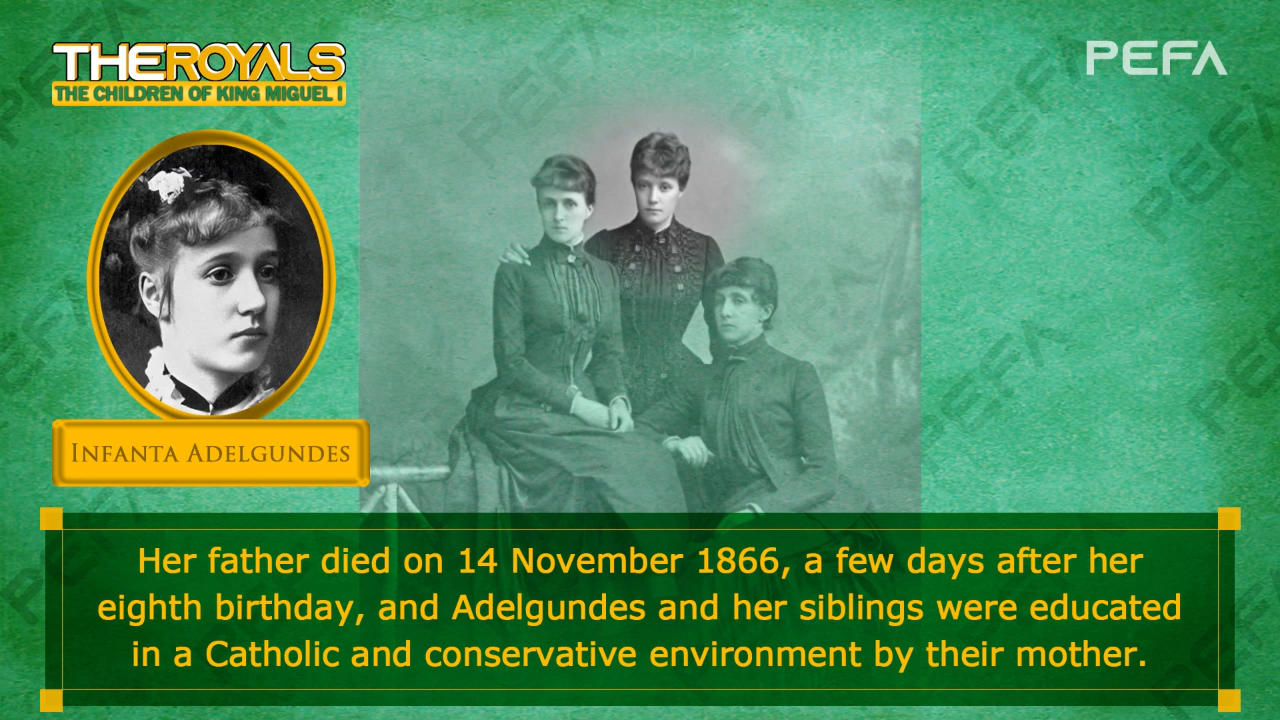 THEROYALS
THE CHILDREN OF KING MIGUEL I
PEFA
INFANTA ADELGUNDES
Her father died on 14 November 1866, a few days after her
eighth birthday, and Adelgundes and her siblings were educated
in a Catholic and conservative environment by their mother.